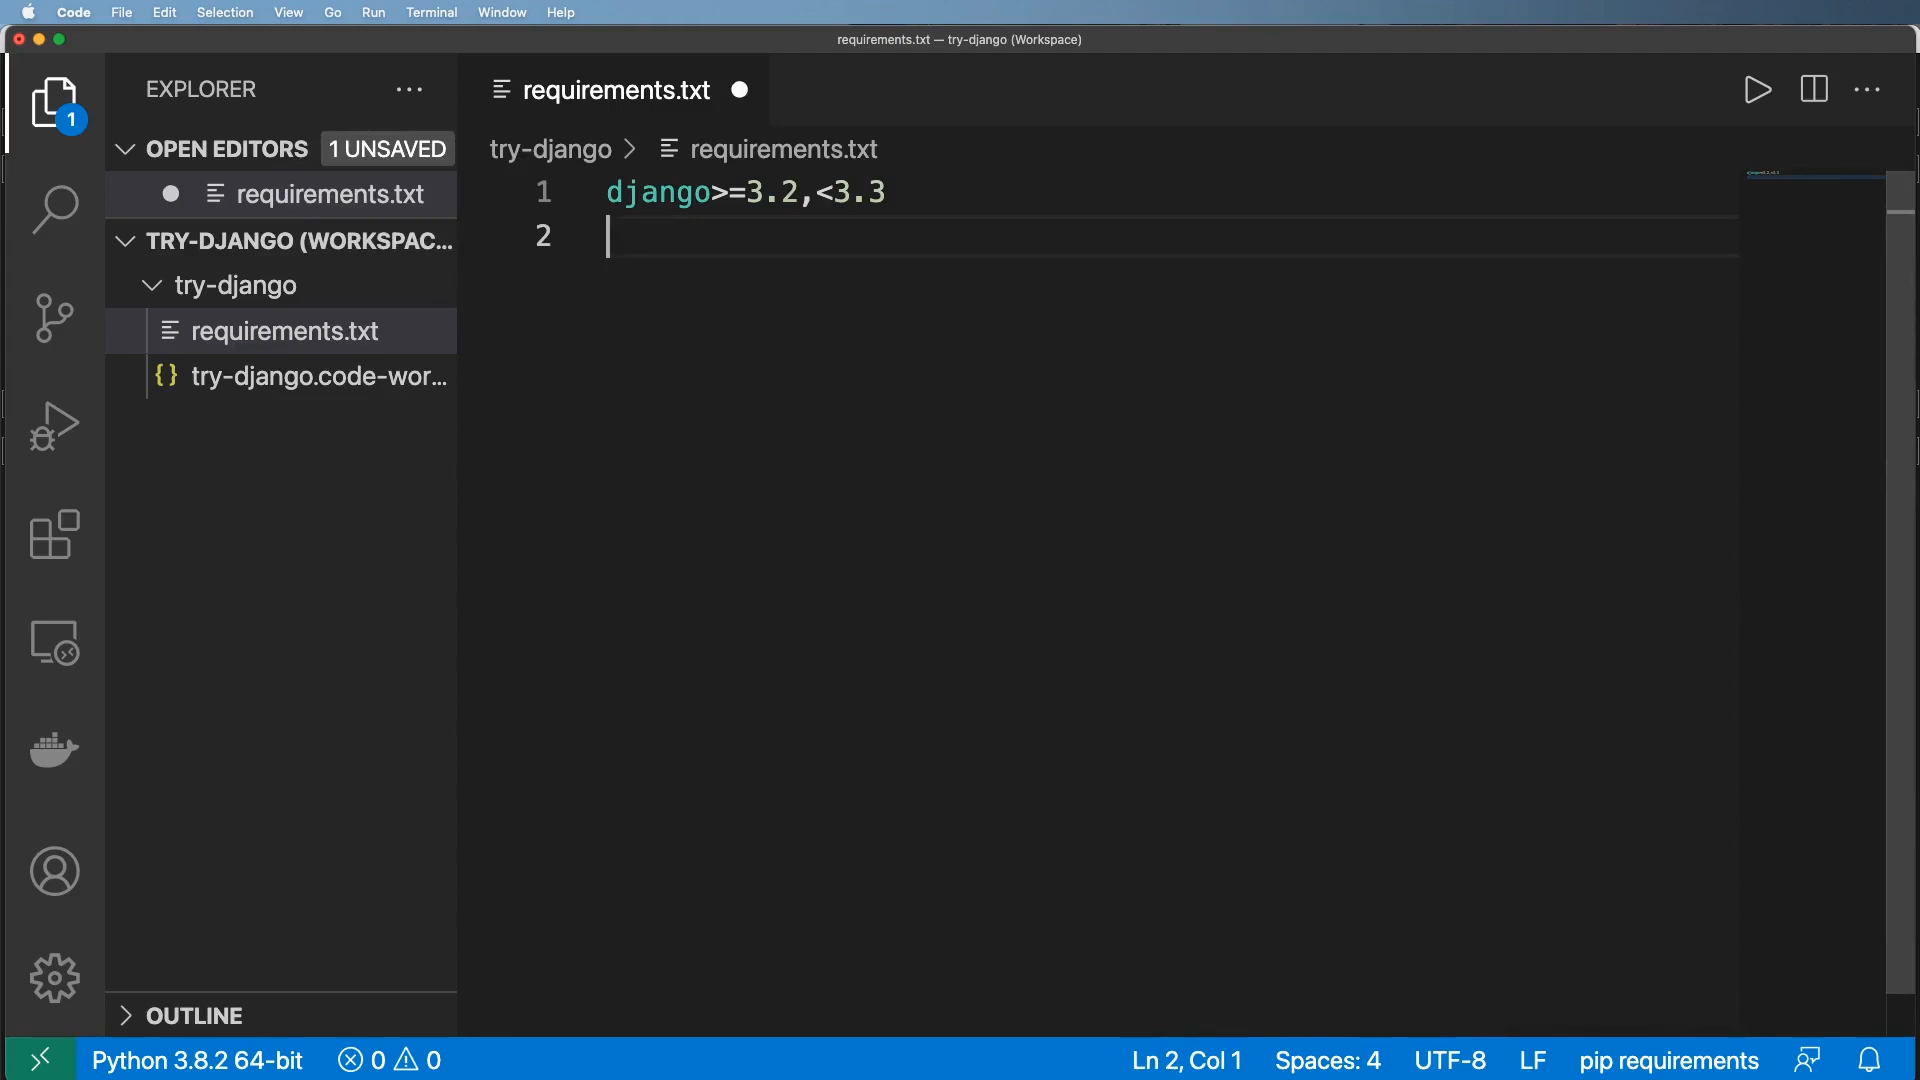 Code File Edit Selection View Go Run Terminal Window Help
requirements.txt — try-django (Workspace)
EXPLORER
requirements.txt
1
OPEN EDITORS 1 UNSAVED
try-django > requirements.txt
requirements.txt
1 django>=3.2,<3.3
2
TRY-DJANGO (WORKSPAC...
try-django
requirements.txt
{} try-django.code-wor...
OUTLINE
Python 3.8.2 64-bit 0 0 Ln 2, Col 1 Spaces: 4 UTF-8 LF pip requirements